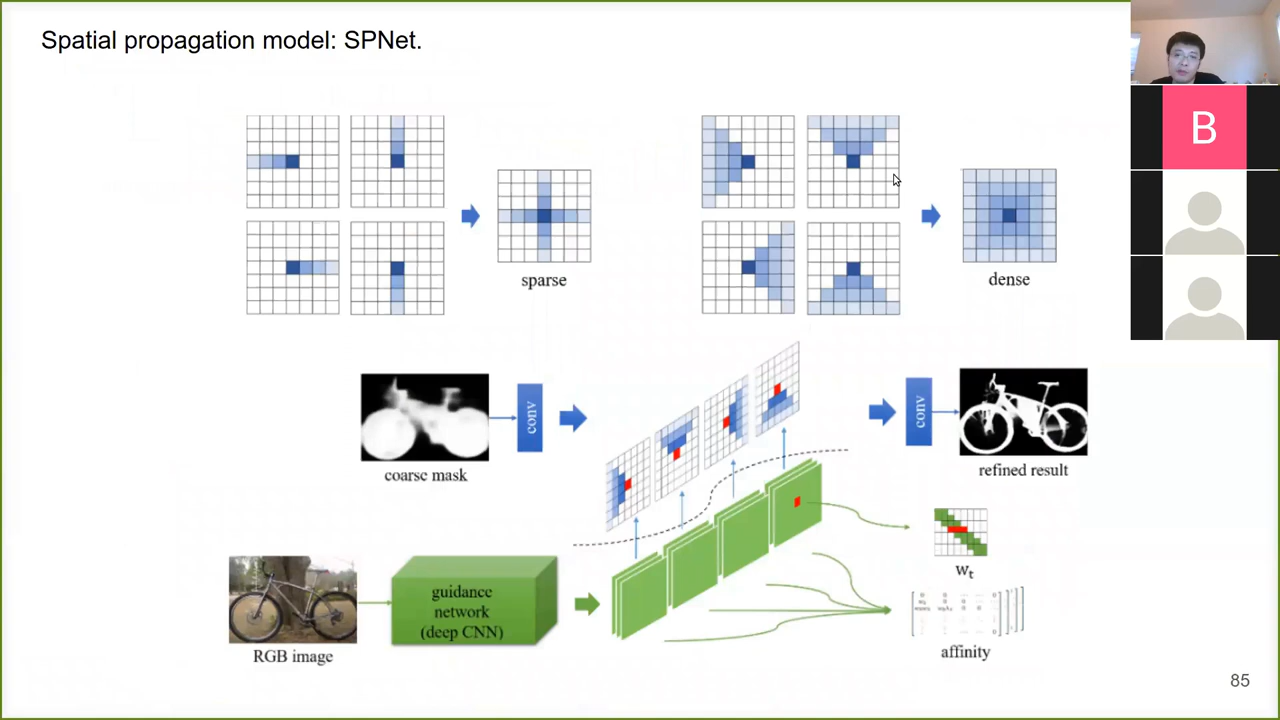 Spatial propagation model: SPNet.
B
sparse
dense
coarse mask
conv
conv
refined result
RGB image
guidance
network
(deep CNN)
wt
affinity
85